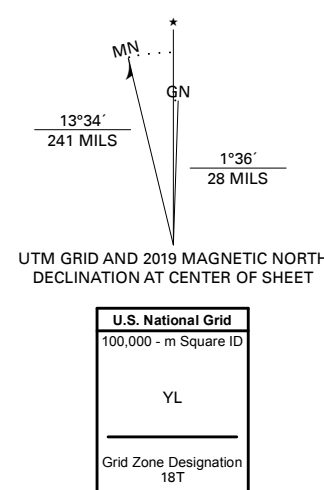 ★
MN
GN
13°34´
241 MILS
1°36´
28 MILS
UTM GRID AND 2019 MAGNETIC NORTH
DECLINATION AT CENTER OF SHEET
U.S. National Grid
100,000 - m Square ID
YL
Grid Zone Designation
18T